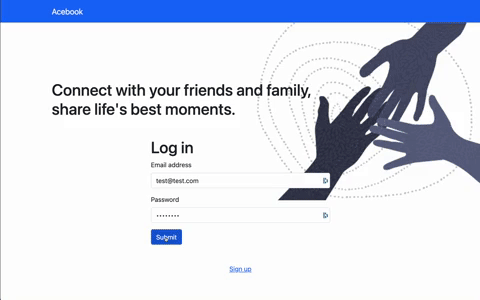 Acebook
Connect with your friends and family,
share life's best moments.
Log in
Email address
test@test.com
Password
••••••••
Submit
Sign up